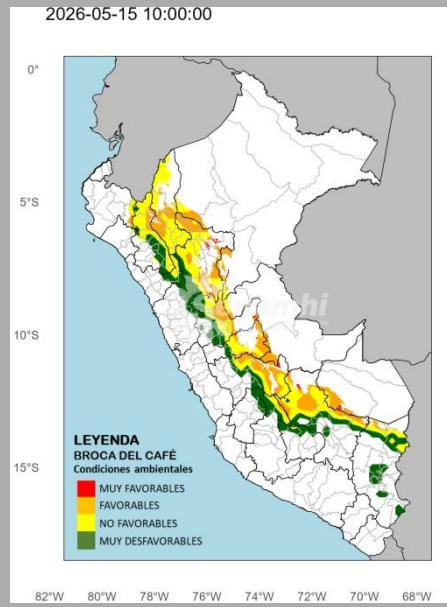 2026-05-15 10:00:00
0°
5°S
10°S
15°S
senamhi
LEYENDA
BROCA DEL CAFÉ
Condiciones ambientales
MUY FAVORABLES
FAVORABLES
NO FAVORABLES
MUY DESFAVORABLES
82°W 80°W 78°W 76°W 74°W 72°W 70°W 68°W